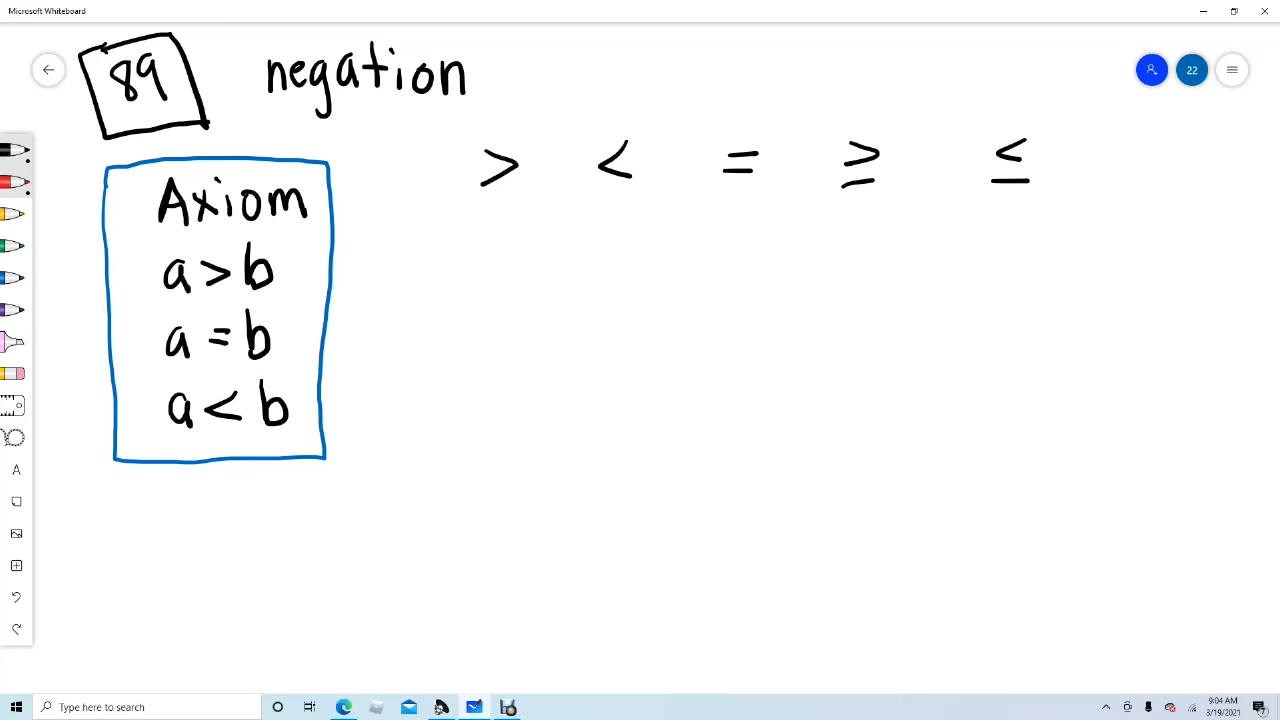 Microsoft Whiteboard
89 negation
22
> < = ≥ ≤
Axiom
a > b
a = b
a < b
A
Type here to search
9:04 AM
3/19/2021